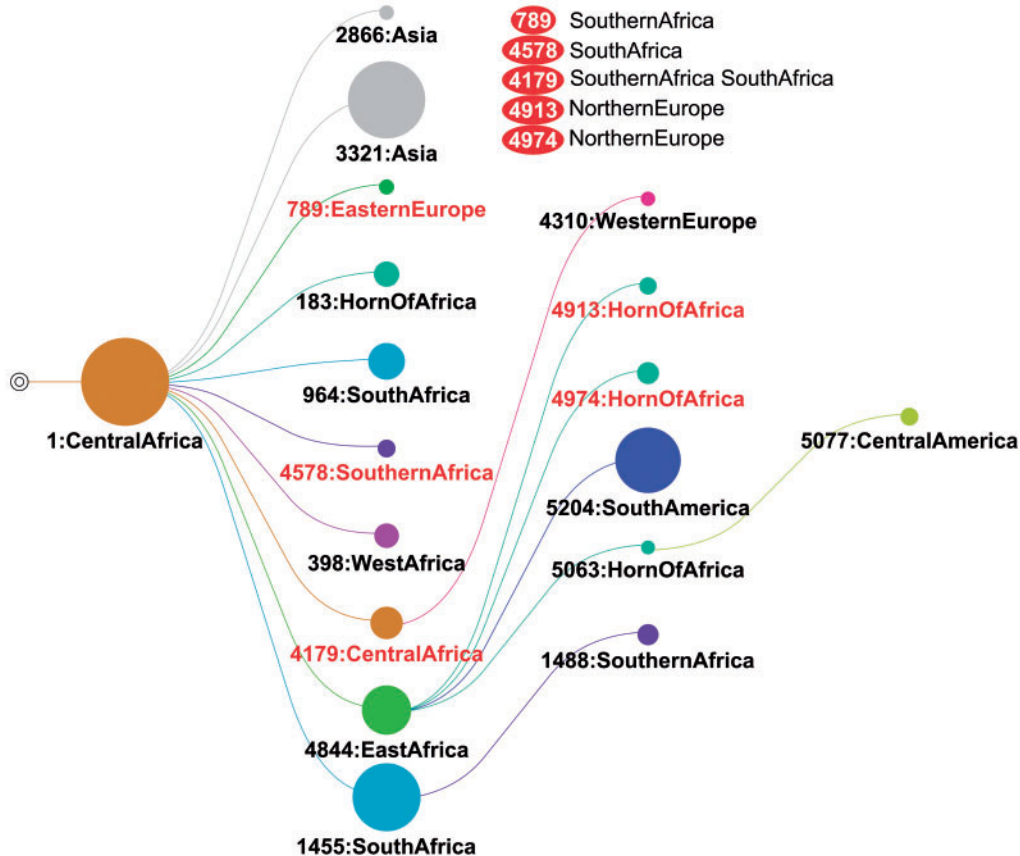 2866:Asia
789 SouthernAfrica
4578 SouthAfrica
4179 SouthernAfrica SouthAfrica
4913 NorthernEurope
4974 NorthernEurope
3321:Asia
789:EasternEurope
4310:WesternEurope
183:HornOfAfrica
4913:HornOfAfrica
964:SouthAfrica
4974:HornOfAfrica
1:CentralAfrica
5077:CentralAmerica
4578:SouthernAfrica
5204:SouthAmerica
398:WestAfrica
5063:HornOfAfrica
4179:CentralAfrica
1488:SouthernAfrica
4844:EastAfrica
1455:SouthAfrica